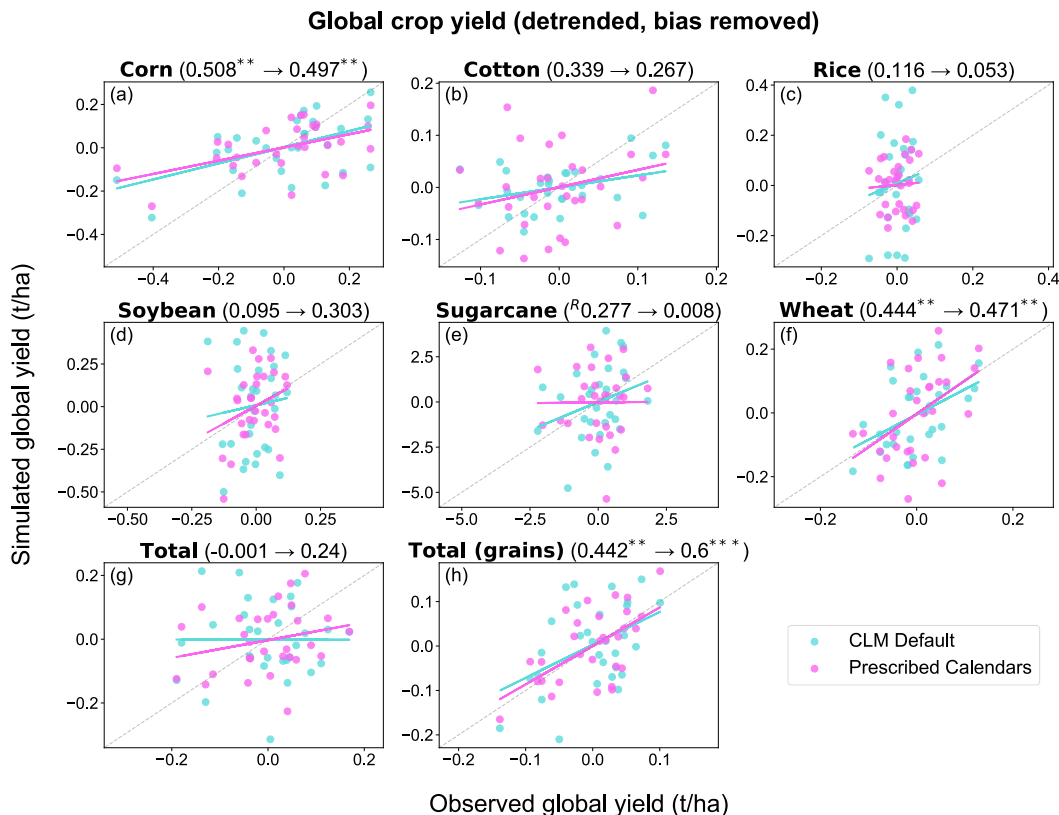 Global crop yield (detrended, bias removed)
Corn (0.508** → 0.497**)
Cotton (0.339 → 0.267)
Rice (0.116 → 0.053)
(a)
0.2
0.0
−0.2
−0.4
−0.4
−0.2
0.0
0.2
(b)
0.2
0.1
0.0
−0.1
−0.1
0.0
0.1
0.2
(c)
0.4
0.2
0.0
−0.2
−0.2
0.0
0.2
0.4
Soybean (0.095 → 0.303)
Sugarcane (ᴿ0.277 → 0.008)
Wheat (0.444** → 0.471**)
(d)
0.25
0.00
−0.25
−0.50
−0.50
−0.25
0.00
0.25
(e)
2.5
0.0
−2.5
−5.0
−5.0
−2.5
0.0
2.5
(f)
0.2
0.0
−0.2
−0.2
0.0
0.2
Total (-0.001 → 0.24)
Total (grains) (0.442** → 0.6***)
(g)
0.2
0.0
−0.2
−0.2
0.0
0.2
(h)
0.2
0.1
0.0
−0.1
−0.2
−0.2
−0.1
0.0
0.1
CLM Default
Prescribed Calendars
Simulated global yield (t/ha)
Observed global yield (t/ha)